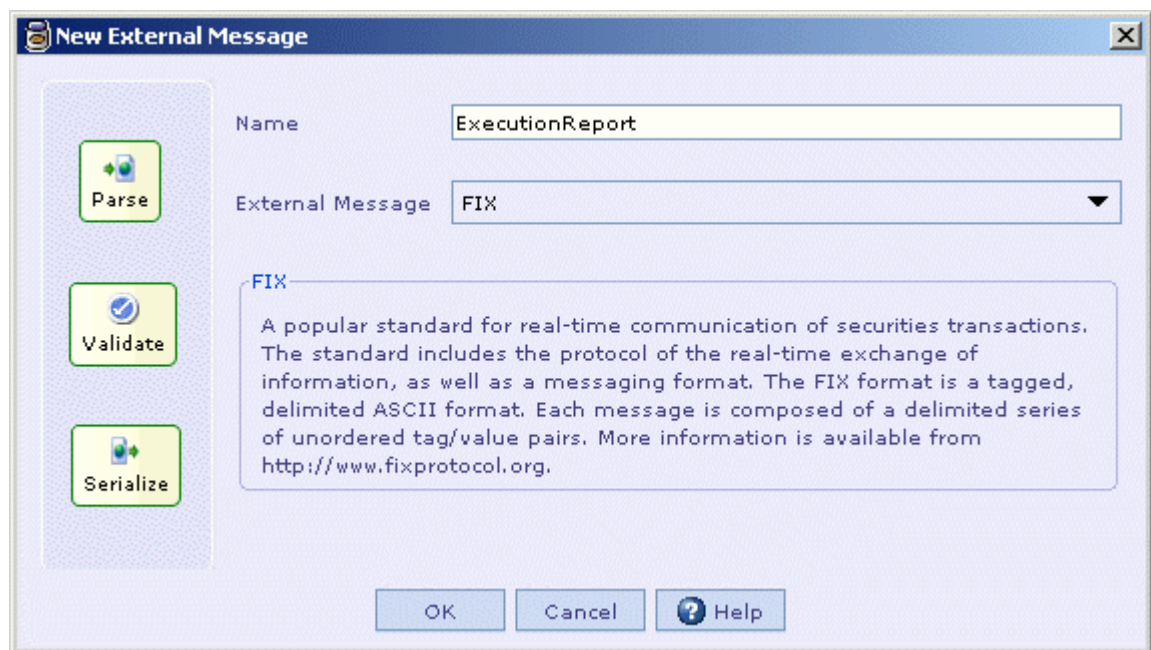 New External Message
Parse
Validate
Serialize
Name
ExecutionReport
External Message
FIX
FIX
A popular standard for real-time communication of securities transactions.
The standard includes the protocol of the real-time exchange of
information, as well as a messaging format. The FIX format is a tagged,
delimited ASCII format. Each message is composed of a delimited series
of unordered tag/value pairs. More information is available from
http://www.fixprotocol.org.
OK
Cancel
Help